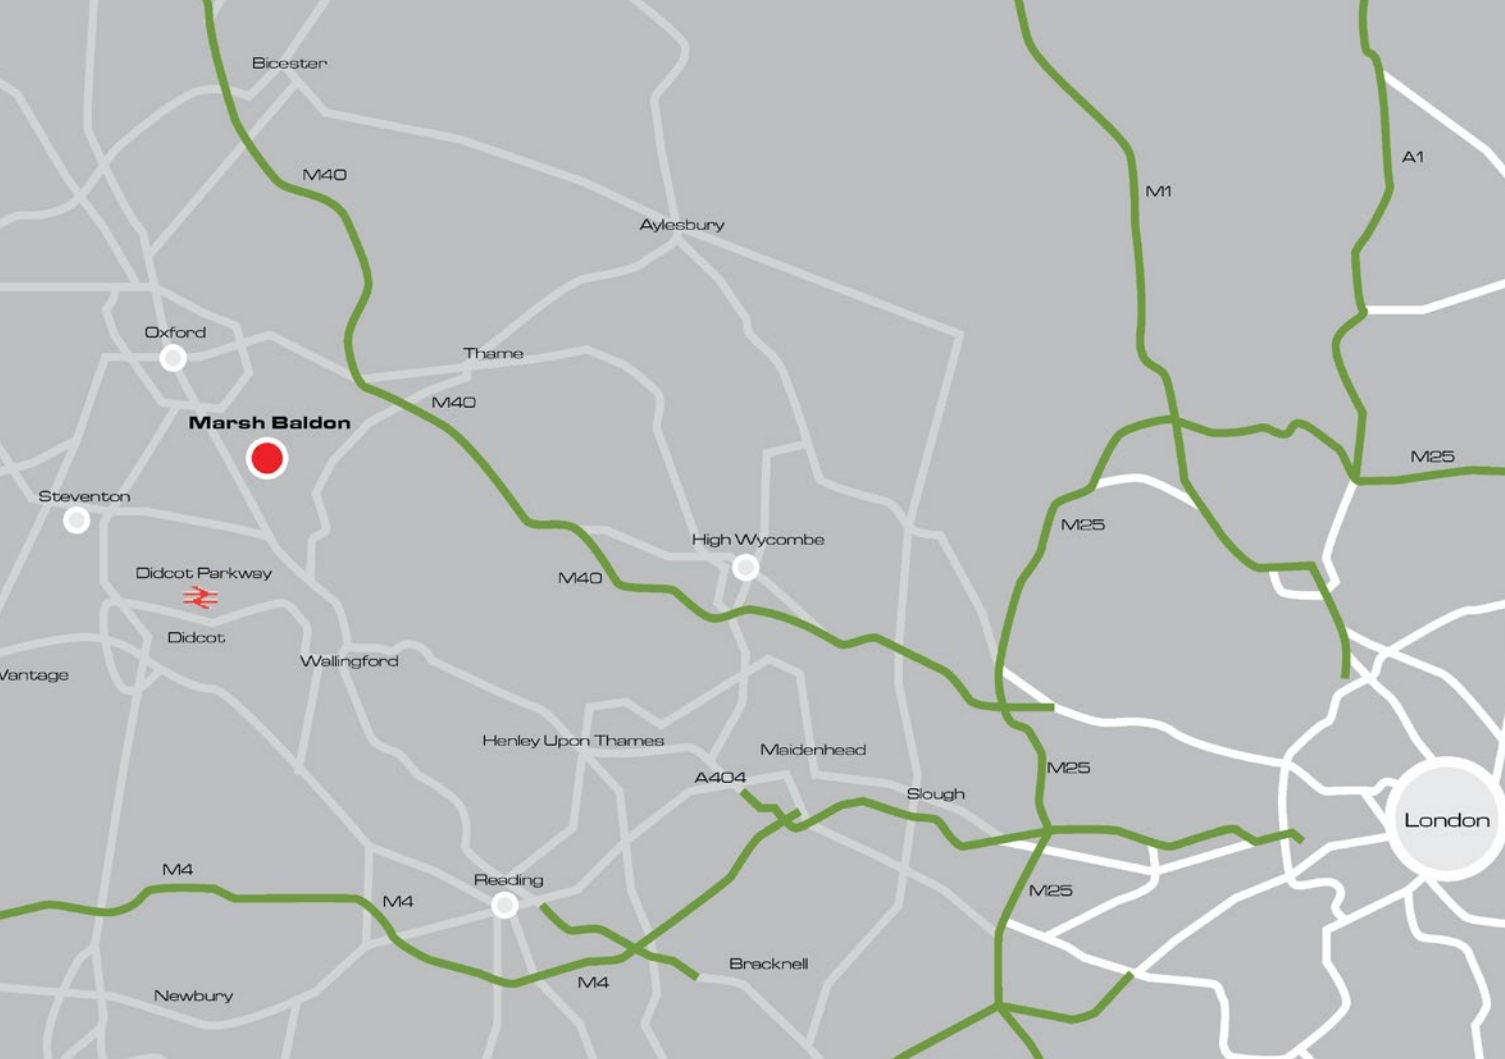 Bicester
A1
M40
M1
Aylesbury
Oxford
Thame
M40
Marsh Baldon
M25
Steventon
M25
High Wycombe
Didcot Parkway
M40
Didcot
Wallingford
Vantage
Henley Upon Thames
Maidenhead
M25
A404
Slough
London
M4
Reading
M25
M4
Bracknell
M4
Newbury